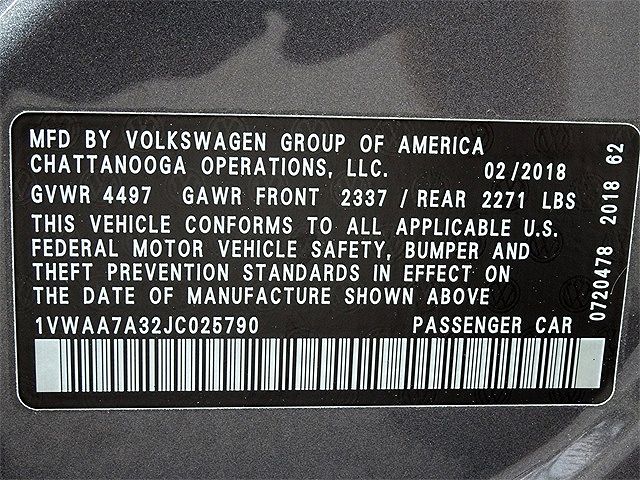 MFD BY VOLKSWAGEN GROUP OF AMERICA
CHATTANOOGA OPERATIONS, LLC. 02/2018
GVWR 4497 GAWR FRONT 2337 / REAR 2271 LBS
THIS VEHICLE CONFORMS TO ALL APPLICABLE U.S.
FEDERAL MOTOR VEHICLE SAFETY, BUMPER AND
THEFT PREVENTION STANDARDS IN EFFECT ON
THE DATE OF MANUFACTURE SHOWN ABOVE
1VWAA7A32JC025790 PASSENGER CAR
0720478 2018 62